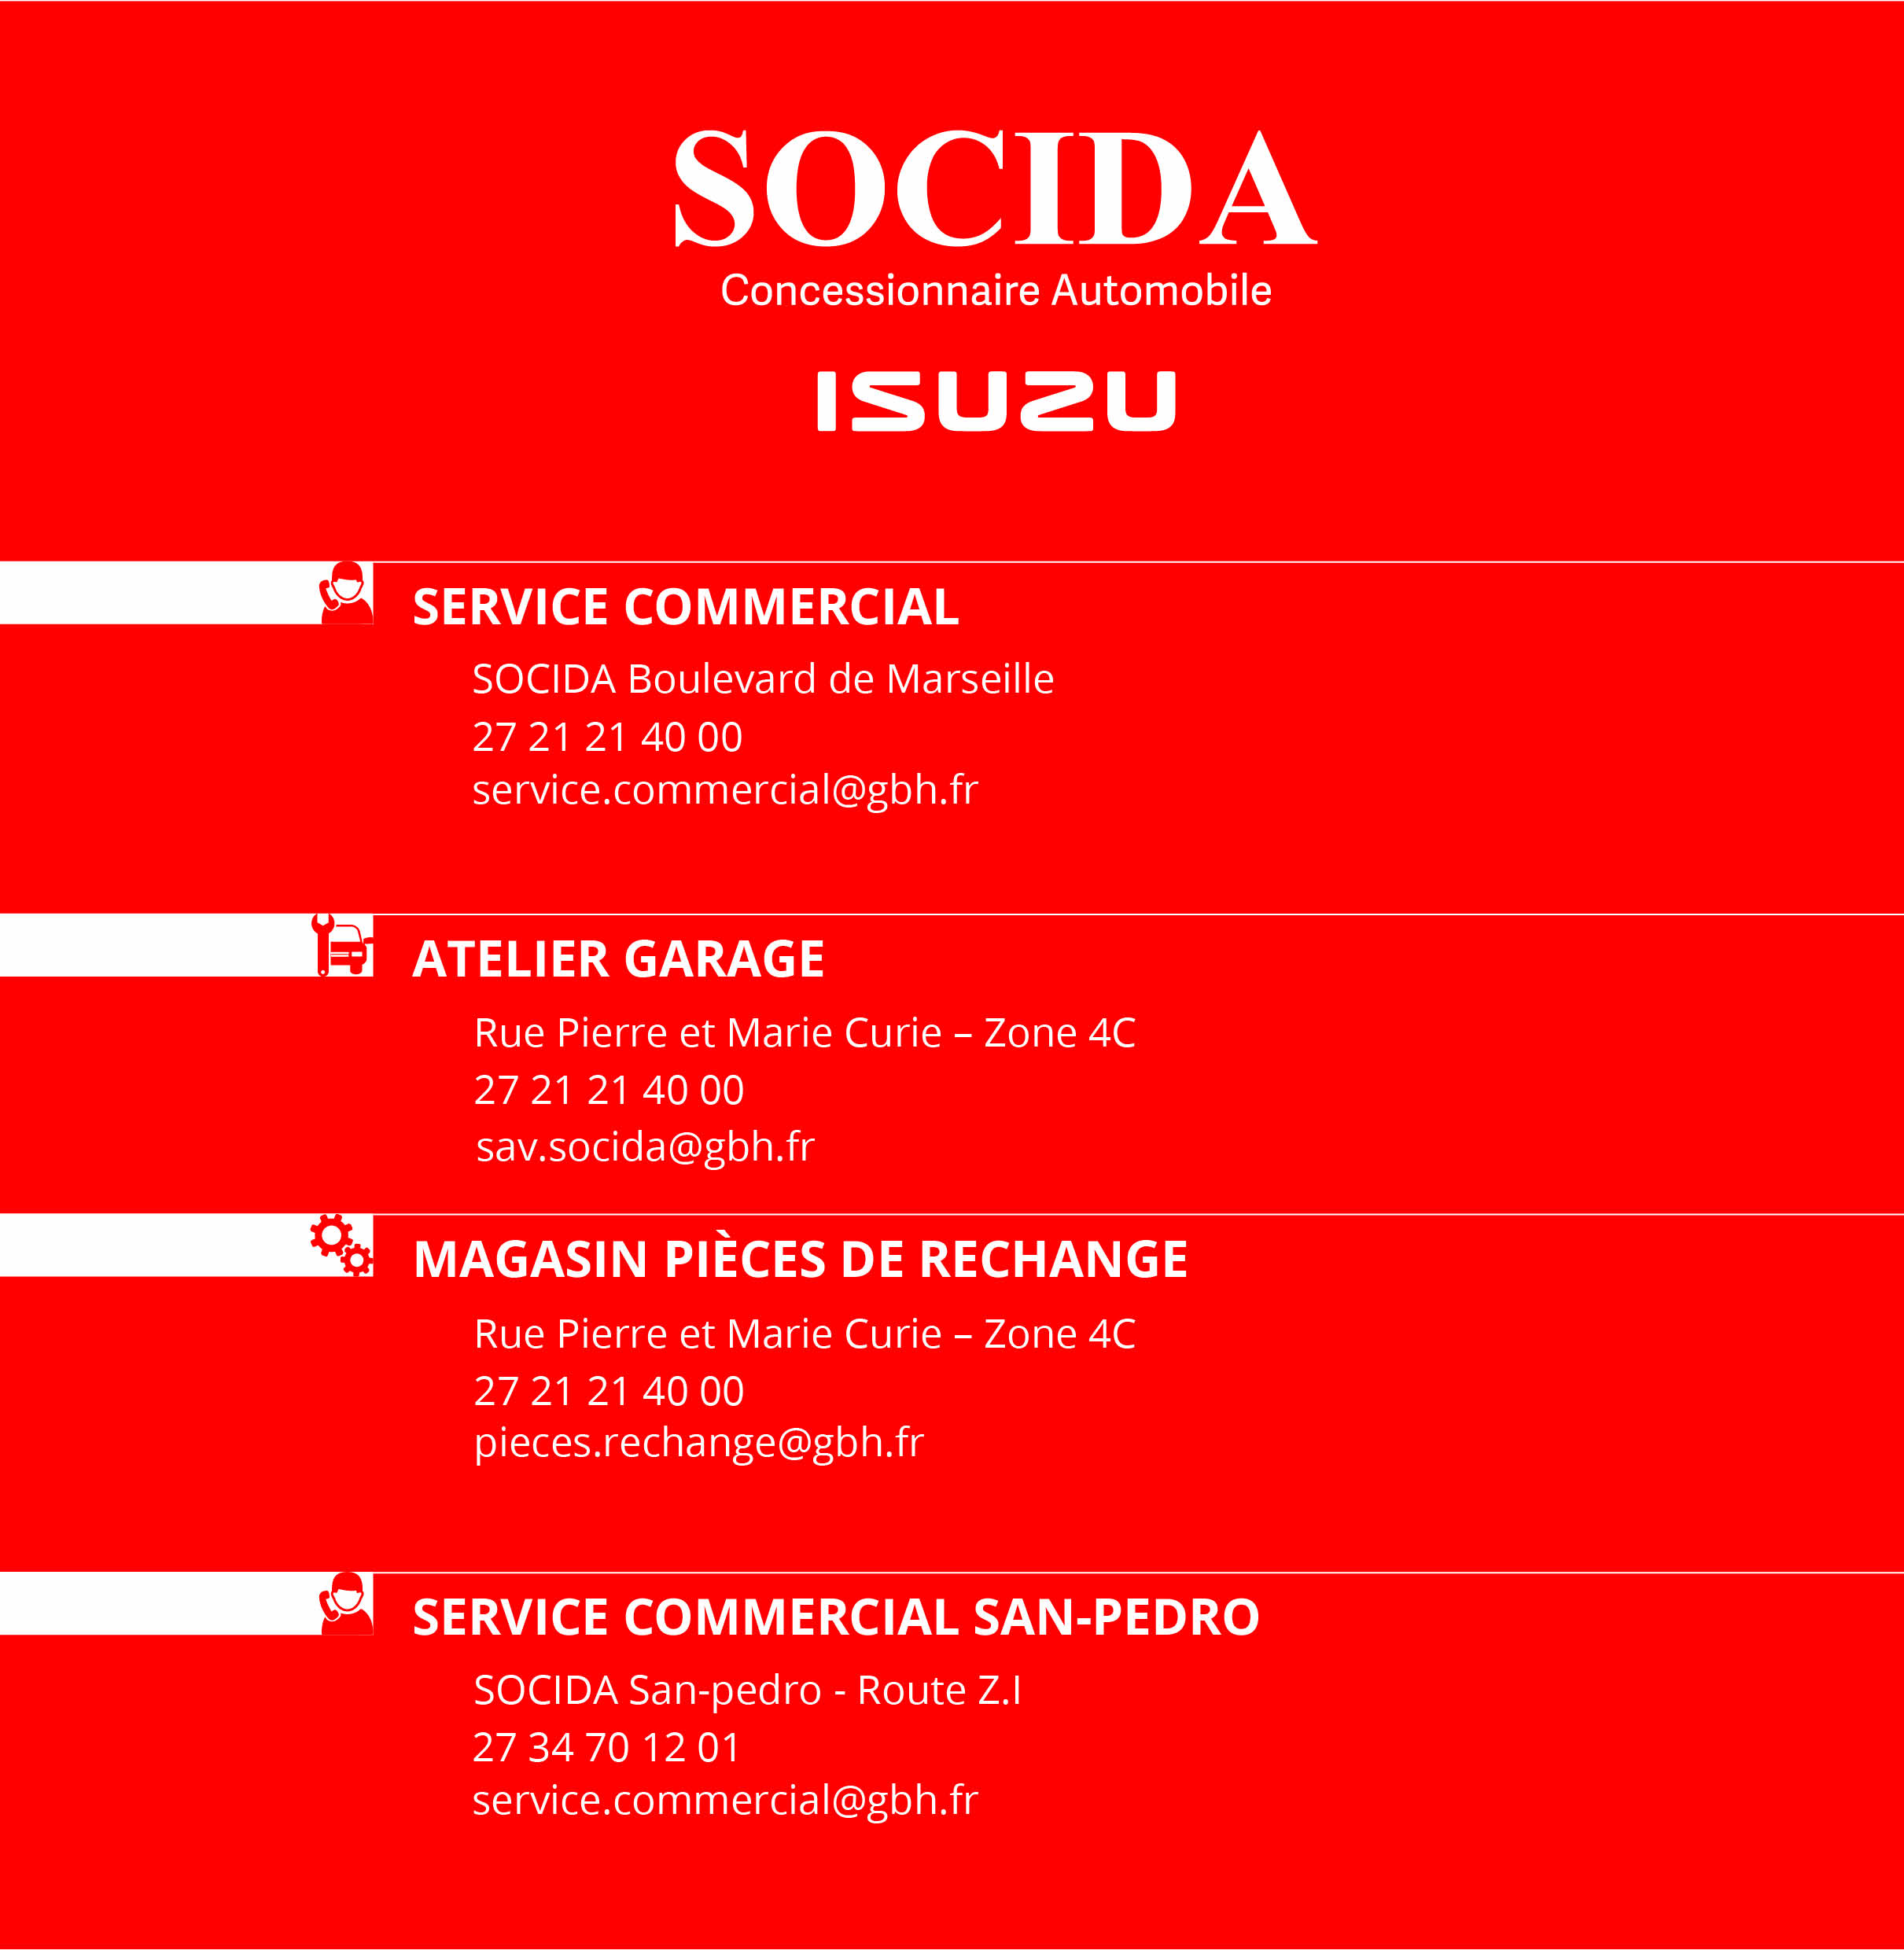 SOCIDA
Concessionnaire Automobile
ISUZU
SERVICE COMMERCIAL
SOCIDA Boulevard de Marseille
27 21 21 40 00
service.commercial@gbh.fr
ATELIER GARAGE
Rue Pierre et Marie Curie – Zone 4C
27 21 21 40 00
sav.socida@gbh.fr
MAGASIN PIÈCES DE RECHANGE
Rue Pierre et Marie Curie – Zone 4C
27 21 21 40 00
pieces.rechange@gbh.fr
SERVICE COMMERCIAL SAN-PEDRO
SOCIDA San-pedro - Route Z.I
27 34 70 12 01
service.commercial@gbh.fr